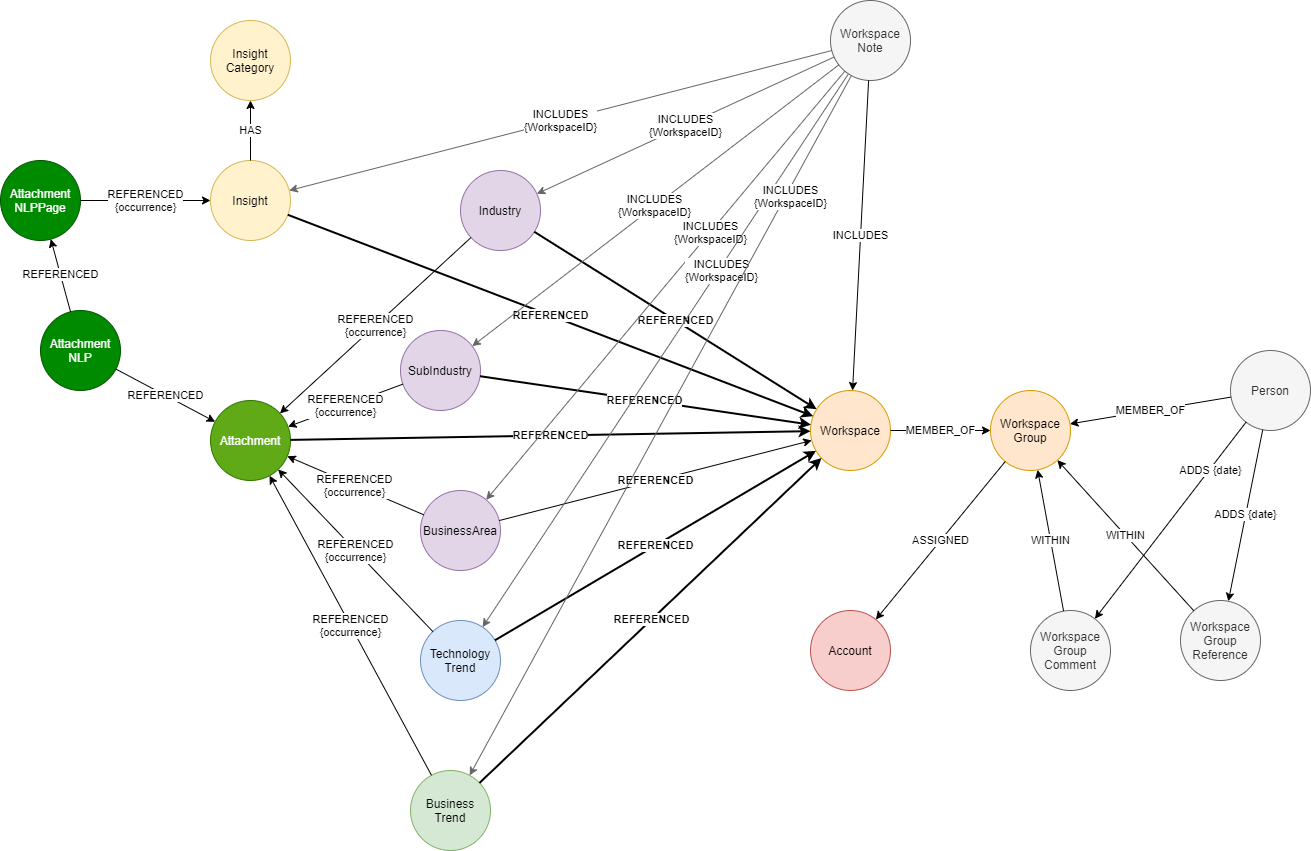 Workspace
Note
Insight
Category
INCLUDES
{WorkspaceID}
INCLUDES
{WorkspaceID}
HAS
Attachment
NLPPage
REFERENCED
{occurrence}
Insight
Industry
INCLUDES
{WorkspaceID}
INCLUDES
{WorkspaceID}
INCLUDES
{WorkspaceID}
INCLUDES
{WorkspaceID}
INCLUDES
REFERENCED
Attachment
NLP
REFERENCED
{occurrence}
REFERENCED
REFERENCED
SubIndustry
REFERENCED
REFERENCED
{occurrence}
REFERENCED
Person
MEMBER_OF
Attachment
REFERENCED
Workspace
MEMBER_OF
Workspace
Group
REFERENCED
{occurrence}
REFERENCED
ADDS {date}
BusinessArea
ADDS {date}
REFERENCED
{occurrence}
REFERENCED
ASSIGNED
WITHIN
WITHIN
REFERENCED
{occurrence}
REFERENCED
Technology
Trend
Account
Workspace
Group
Comment
Workspace
Group
Reference
Business
Trend